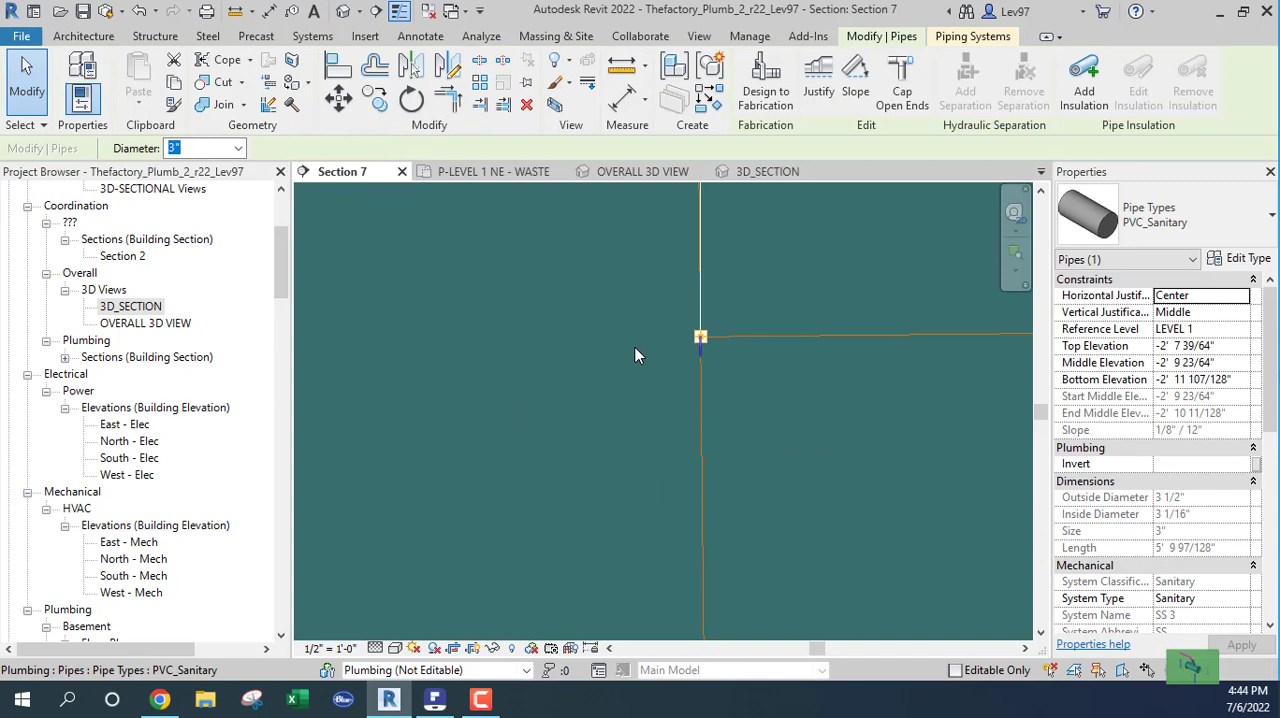 Autodesk Revit 2022 - Thefactory_Plumb_2_r22_Lev97 - Section: Section 7
Lev97
File Architecture Structure Steel Precast Systems Insert Annotate Analyze Massing & Site Collaborate View Manage Add-Ins Modify | Pipes Piping Systems
Modify
Paste
Cope
Cut
Join
Design to Fabrication
Justify
Slope
Cap Open Ends
Add Separation
Remove Separation
Add Insulation
Edit Insulation
Remove Insulation
Select Properties Clipboard Geometry Modify View Measure Create Fabrication Edit Hydraulic Separation Pipe Insulation
Modify | Pipes Diameter: 3"
Project Browser - Thefactory_Plumb_2_r22_Lev97
3D-SECTIONAL Views
Coordination
???
Sections (Building Section)
Section 2
Overall
3D Views
3D_SECTION
OVERALL 3D VIEW
Plumbing
Sections (Building Section)
Electrical
Power
Elevations (Building Elevation)
East - Elec
North - Elec
South - Elec
West - Elec
Mechanical
HVAC
Elevations (Building Elevation)
East - Mech
North - Mech
South - Mech
West - Mech
Plumbing
Basement
Section 7 P-LEVEL 1 NE - WASTE OVERALL 3D VIEW 3D_SECTION
Properties
Pipe Types
PVC_Sanitary
Pipes (1) Edit Type
Constraints
Horizontal Justif... Center
Vertical Justifica... Middle
Reference Level LEVEL 1
Top Elevation -2' 7 39/64"
Middle Elevation -2' 9 23/64"
Bottom Elevation -2' 11 107/128"
Start Middle Ele... -2' 9 23/64"
End Middle Elev... -2' 10 11/128"
Slope 1/8" / 12"
Plumbing
Invert
Dimensions
Outside Diameter 3 1/2"
Inside Diameter 3 1/16"
Size 3"
Length 5' 9 97/128"
Mechanical
System Classific... Sanitary
System Type Sanitary
System Name SS 3
System Abbrevi... SS
Properties help Apply
1/2" = 1'-0"
Plumbing : Pipes : Pipe Types : PVC_Sanitary
Plumbing (Not Editable) :0 Main Model Editable Only
4:44 PM
7/6/2022